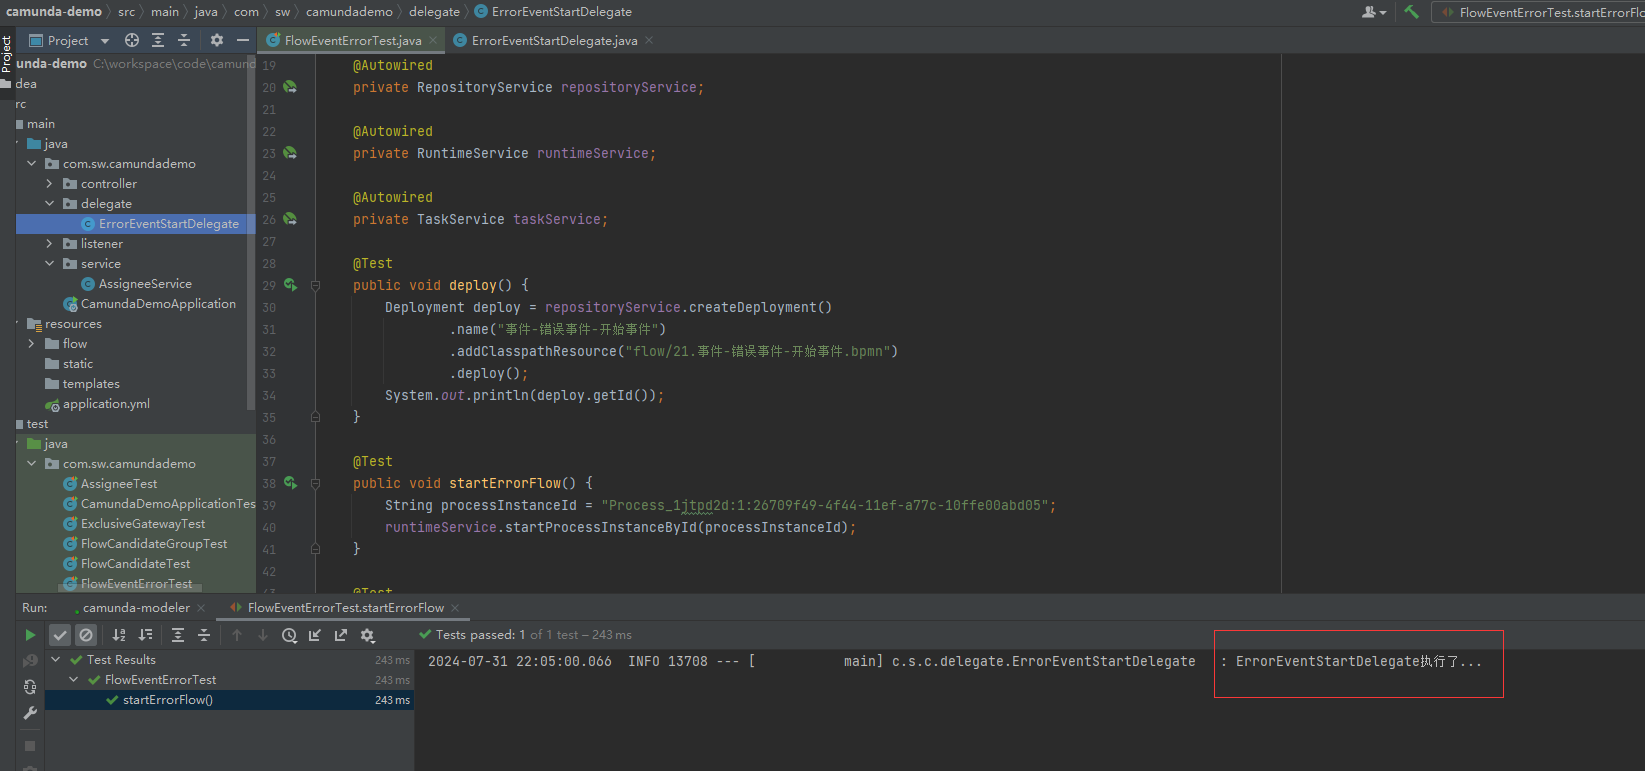 camunda-demo src main java com sw camundademo delegate ErrorEventStartDelegate
FlowEventErrorTest.startErrorFlo
Project
Project
FlowEventErrorTest.java ErrorEventStartDelegate.java
unda-demo C:\workspace\code\camund
dea
rc
main
java
com.sw.camundademo
controller
delegate
ErrorEventStartDelegate
listener
service
AssigneeService
CamundaDemoApplication
resources
flow
static
templates
application.yml
test
java
com.sw.camundademo
AssigneeTest
CamundaDemoApplicationTes
ExclusiveGatewayTest
FlowCandidateGroupTest
FlowCandidateTest
FlowEventErrorTest
19 @Autowired
20 private RepositoryService repositoryService;
21
22 @Autowired
23 private RuntimeService runtimeService;
24
25 @Autowired
26 private TaskService taskService;
27
28 @Test
29 public void deploy() {
30 Deployment deploy = repositoryService.createDeployment()
31 .name("事件-错误事件-开始事件")
32 .addClasspathResource("flow/21.事件-错误事件-开始事件.bpmn")
33 .deploy();
34 System.out.println(deploy.getId());
35 }
36
37 @Test
38 public void startErrorFlow() {
39 String processInstanceId = "Process_1jtpd2d:1:26709f49-4f44-11ef-a77c-10ffe00abd05";
40 runtimeService.startProcessInstanceById(processInstanceId);
41 }
42
43 @Test
Run: camunda-modeler FlowEventErrorTest.startErrorFlow
Tests passed: 1 of 1 test – 243 ms
Test Results 243 ms
FlowEventErrorTest 243 ms
startErrorFlow() 243 ms
2024-07-31 22:05:00.066 INFO 13708 --- [ main] c.s.c.delegate.ErrorEventStartDelegate : ErrorEventStartDelegate执行了...